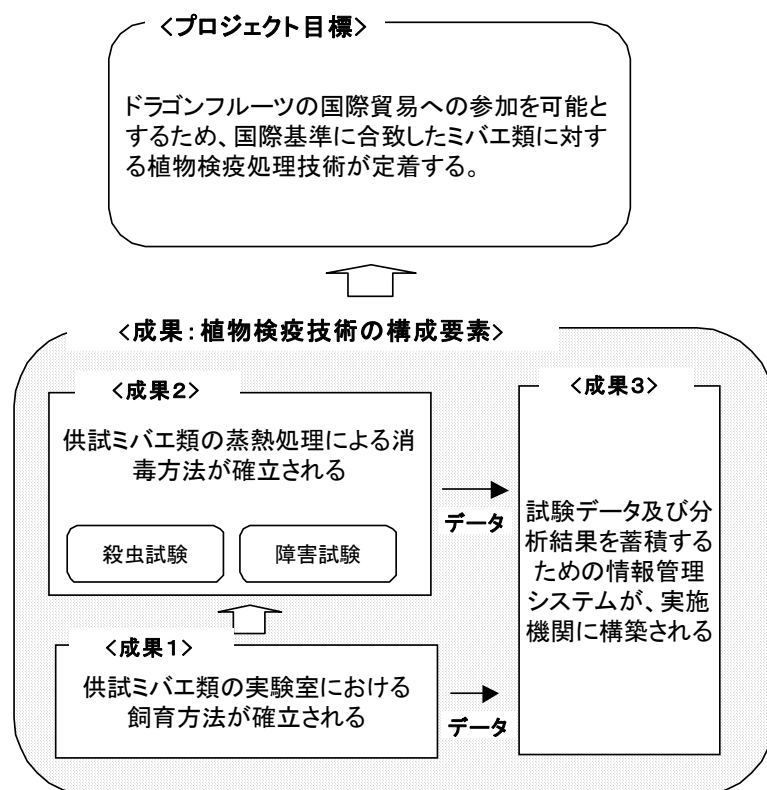 <プロジェクト目標>
ドラゴンフルーツの国際貿易への参加を可能と
するため、国際基準に合致したミバエ類に対す
る植物検疫処理技術が定着する。
<成果：植物検疫技術の構成要素>
<成果２>
供試ミバエ類の蒸熱処理による消
毒方法が確立される
殺虫試験
障害試験
データ
<成果３>
試験データ及び分
析結果を蓄積する
ための情報管理
システムが、実施
機関に構築される
<成果１>
供試ミバエ類の実験室における
飼育方法が確立される
データ